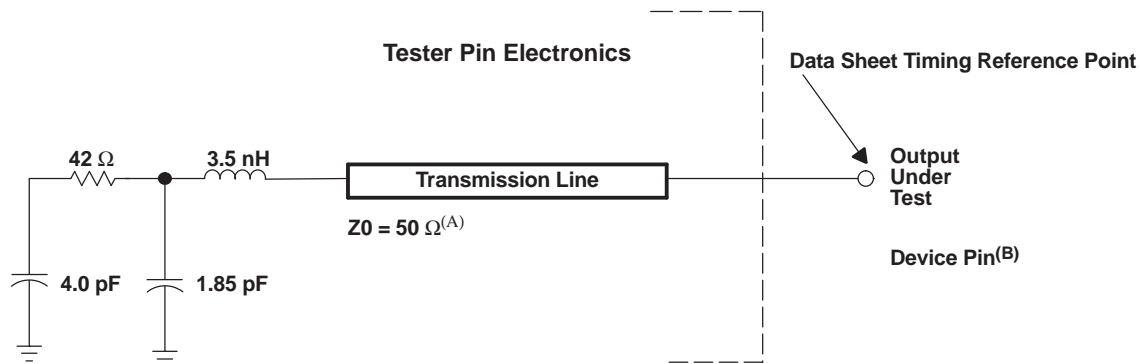 Tester Pin Electronics
Data Sheet Timing Reference Point
42 Ω
3.5 nH
Transmission Line
Output
Under
Test
Z0 = 50 Ω(A)
Device Pin(B)
4.0 pF
1.85 pF